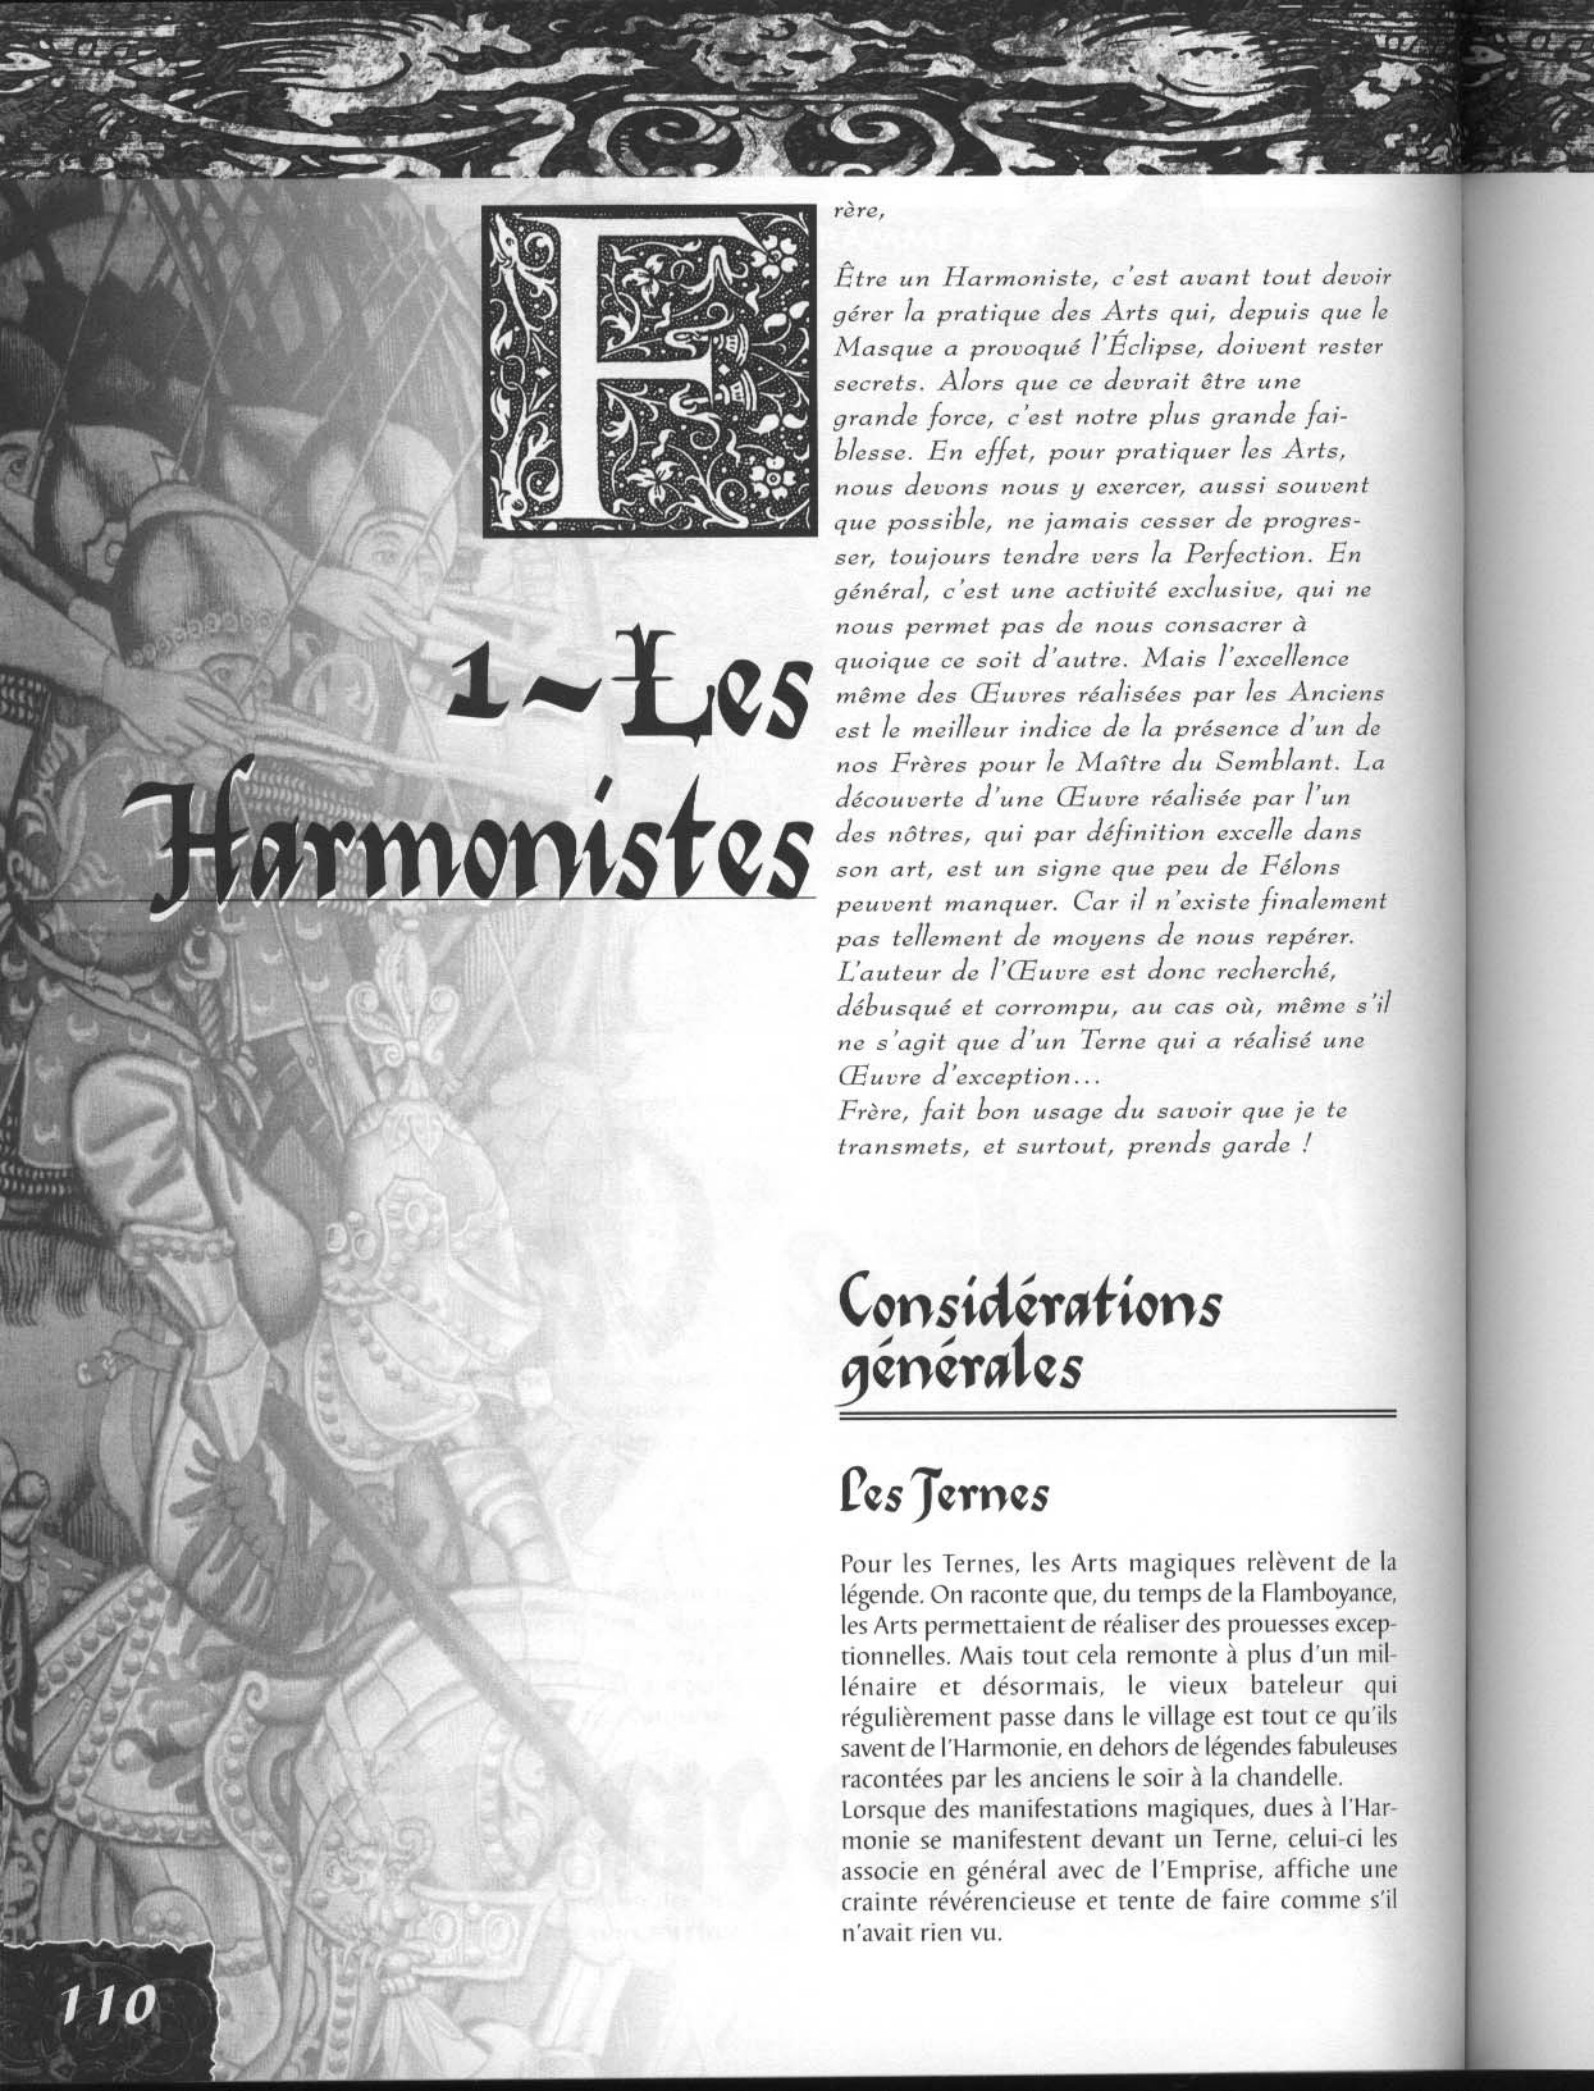 1~Les
Harmonistes
Frère,
Être un Harmoniste, c'est avant tout devoir
gérer la pratique des Arts qui, depuis que le
Masque a provoqué l'Éclipse, doivent rester
secrets. Alors que ce devrait être une
grande force, c'est notre plus grande fai-
blesse. En effet, pour pratiquer les Arts,
nous devons nous y exercer, aussi souvent
que possible, ne jamais cesser de progres-
ser, toujours tendre vers la Perfection. En
général, c'est une activité exclusive, qui ne
nous permet pas de nous consacrer à
quoique ce soit d'autre. Mais l'excellence
même des Œuvres réalisées par les Anciens
est le meilleur indice de la présence d'un de
nos Frères pour le Maître du Semblant. La
découverte d'une Œuvre réalisée par l'un
des nôtres, qui par définition excelle dans
son art, est un signe que peu de Félons
peuvent manquer. Car il n'existe finalement
pas tellement de moyens de nous repérer.
L'auteur de l'Œuvre est donc recherché,
débusqué et corrompu, au cas où, même s'il
ne s'agit que d'un Terne qui a réalisé une
Œuvre d'exception...
Frère, fait bon usage du savoir que je te
transmets, et surtout, prends garde !
Considérations
générales
Les Ternes
Pour les Ternes, les Arts magiques relèvent de la
légende. On raconte que, du temps de la Flamboyance,
les Arts permettaient de réaliser des prouesses excep-
tionnelles. Mais tout cela remonte à plus d'un mil-
lénaire et désormais, le vieux bateleur qui
régulièrement passe dans le village est tout ce qu'ils
savent de l'Harmonie, en dehors de légendes fabuleuses
racontées par les anciens le soir à la chandelle.
Lorsque des manifestations magiques, dues à l'Har-
monie se manifestent devant un Terne, celui-ci les
associe en général avec de l'Emprise, affiche une
crainte révérencieuse et tente de faire comme s'il
n'avait rien vu.
110